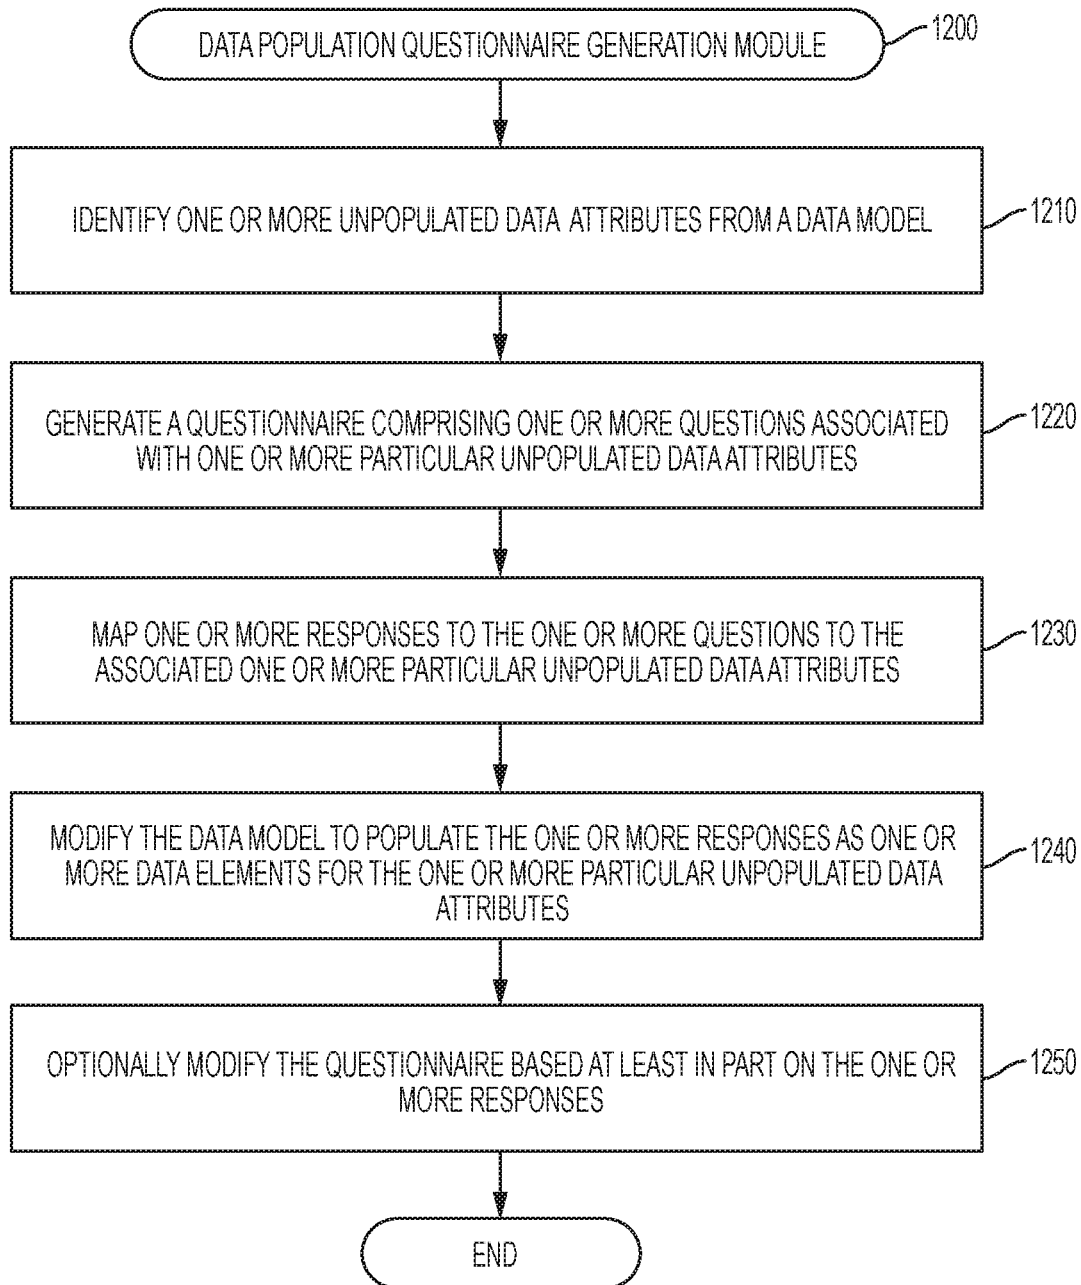 DATA POPULATION QUESTIONNAIRE GENERATION MODULE
1200
IDENTIFY ONE OR MORE UNPOPULATED DATA ATTRIBUTES FROM A DATA MODEL
1210
GENERATE A QUESTIONNAIRE COMPRISING ONE OR MORE QUESTIONS ASSOCIATED
WITH ONE OR MORE PARTICULAR UNPOPULATED DATA ATTRIBUTES
1220
MAP ONE OR MORE RESPONSES TO THE ONE OR MORE QUESTIONS TO THE
ASSOCIATED ONE OR MORE PARTICULAR UNPOPULATED DATA ATTRIBUTES
1230
MODIFY THE DATA MODEL TO POPULATE THE ONE OR MORE RESPONSES AS ONE OR
MORE DATA ELEMENTS FOR THE ONE OR MORE PARTICULAR UNPOPULATED DATA
ATTRIBUTES
1240
OPTIONALLY MODIFY THE QUESTIONNAIRE BASED AT LEAST IN PART ON THE ONE OR
MORE RESPONSES
1250
END